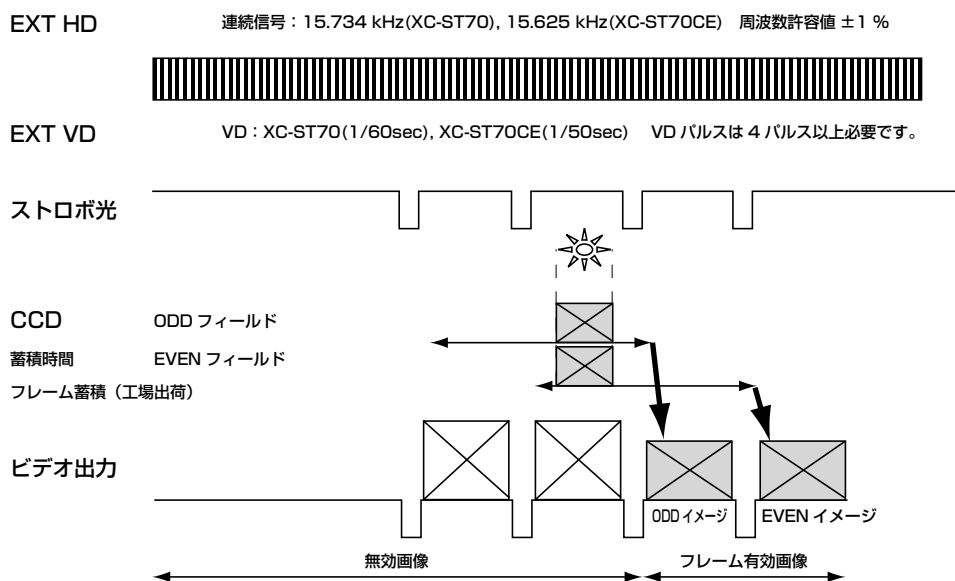 EXT HD 連続信号：15.734 kHz(XC-ST70), 15.625 kHz(XC-ST70CE) 周波数許容値 ±1 %
EXT VD VD：XC-ST70(1/60sec), XC-ST70CE(1/50sec) VD パルスは 4 パルス以上必要です。
ストロボ光
CCD ODD フィールド
蓄積時間 EVEN フィールド
フレーム蓄積（工場出荷）
ビデオ出力
ODD イメージ EVEN イメージ
無効画像 フレーム有効画像